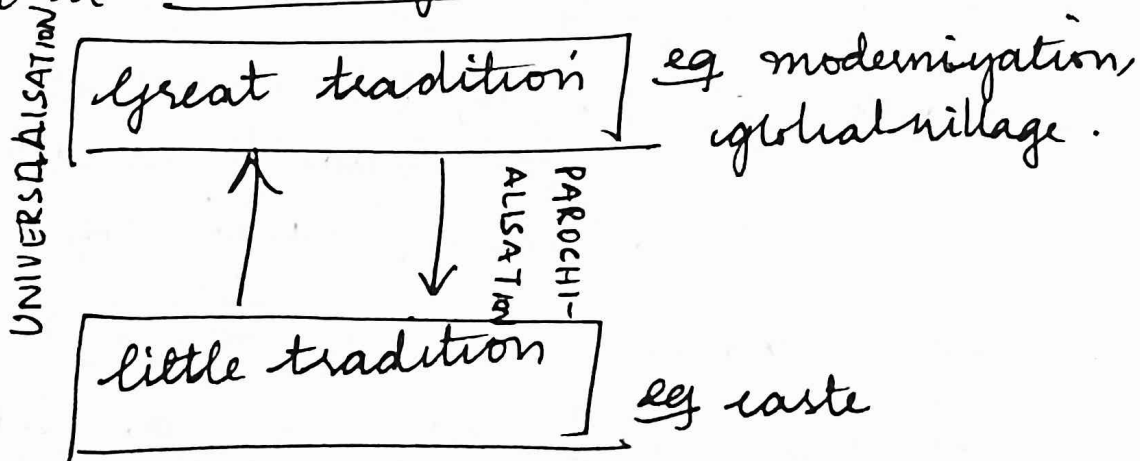 UNIVERSALISATION
Great tradition
eg modernization,
global village.
PAROCHI-
ALISATION
little tradition
eg caste